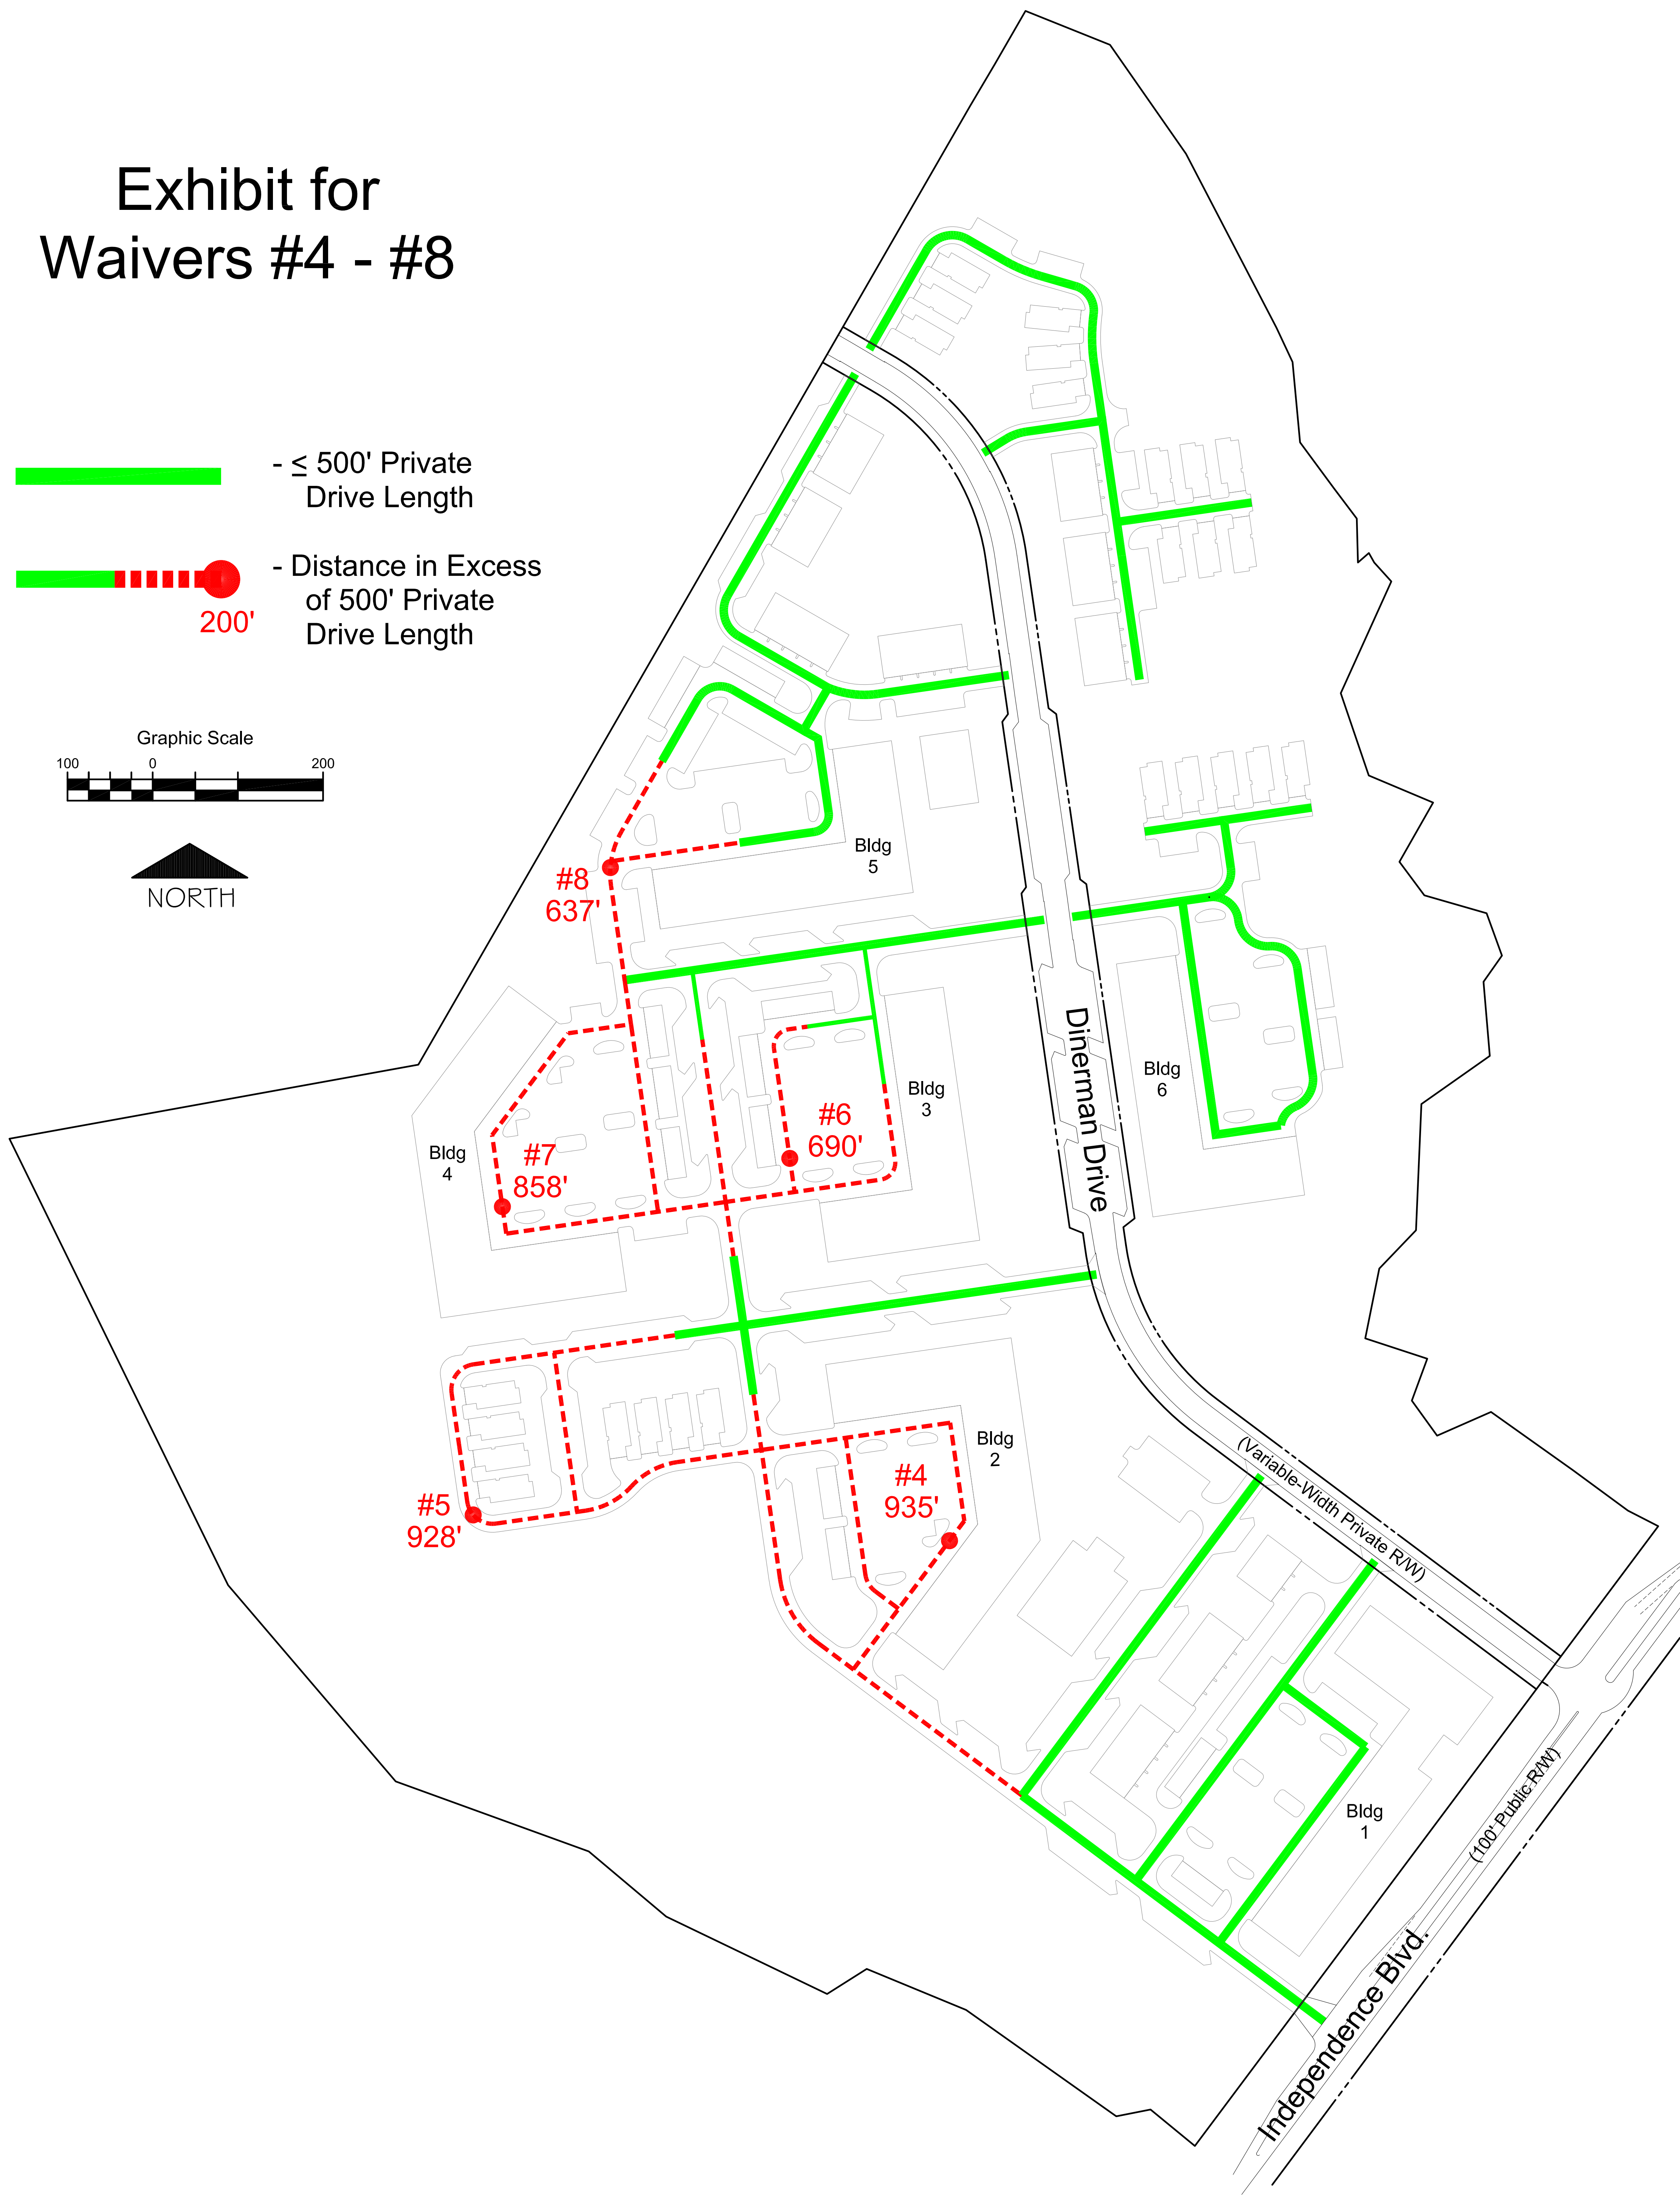 Exhibit for
Waivers #4 - #8
- ≤ 500' Private
Drive Length
- Distance in Excess
of 500' Private
Drive Length
200'
Graphic Scale
100 0 200
NORTH
Bldg
5
#8
637'
Bldg
3
#6
690'
Bldg
6
Dinerman Drive
Bldg
4
#7
858'
Bldg
2
#4
935'
#5
928'
(Variable-Width Private R/W)
Bldg
1
(100' Public R/W)
Independence Blvd.